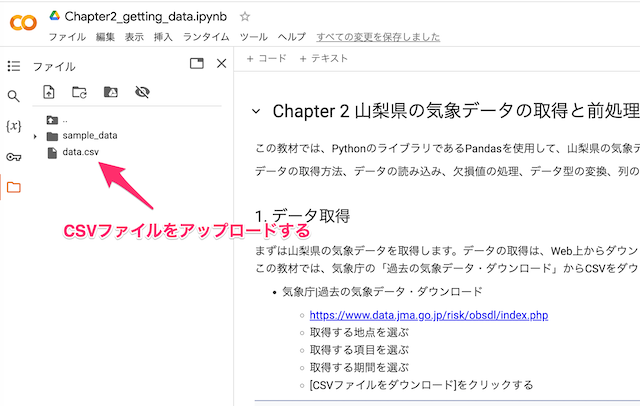 Chapter2_getting_data.ipynb
ファイル 編集 表示 挿入 ランタイム ツール ヘルプ すべての変更を保存しました
ファイル
+ コード + テキスト
..
sample_data
data.csv
{x}
CSVファイルをアップロードする
Chapter 2 山梨県の気象データの取得と前処理
この教材では、PythonのライブラリであるPandasを使用して、山梨県の気象デ
データの取得方法、データの読み込み、欠損値の処理、データ型の変換、列の
1. データ取得
まずは山梨県の気象データを取得します。データの取得は、Web上からダウン
この教材では、気象庁の「過去の気象データ・ダウンロード」からCSVをダウ
• 気象庁|過去の気象データ・ダウンロード
○ https://www.data.jma.go.jp/risk/obsdl/index.php
○ 取得する地点を選ぶ
○ 取得する項目を選ぶ
○ 取得する期間を選ぶ
○ [CSVファイルをダウンロード]をクリックする